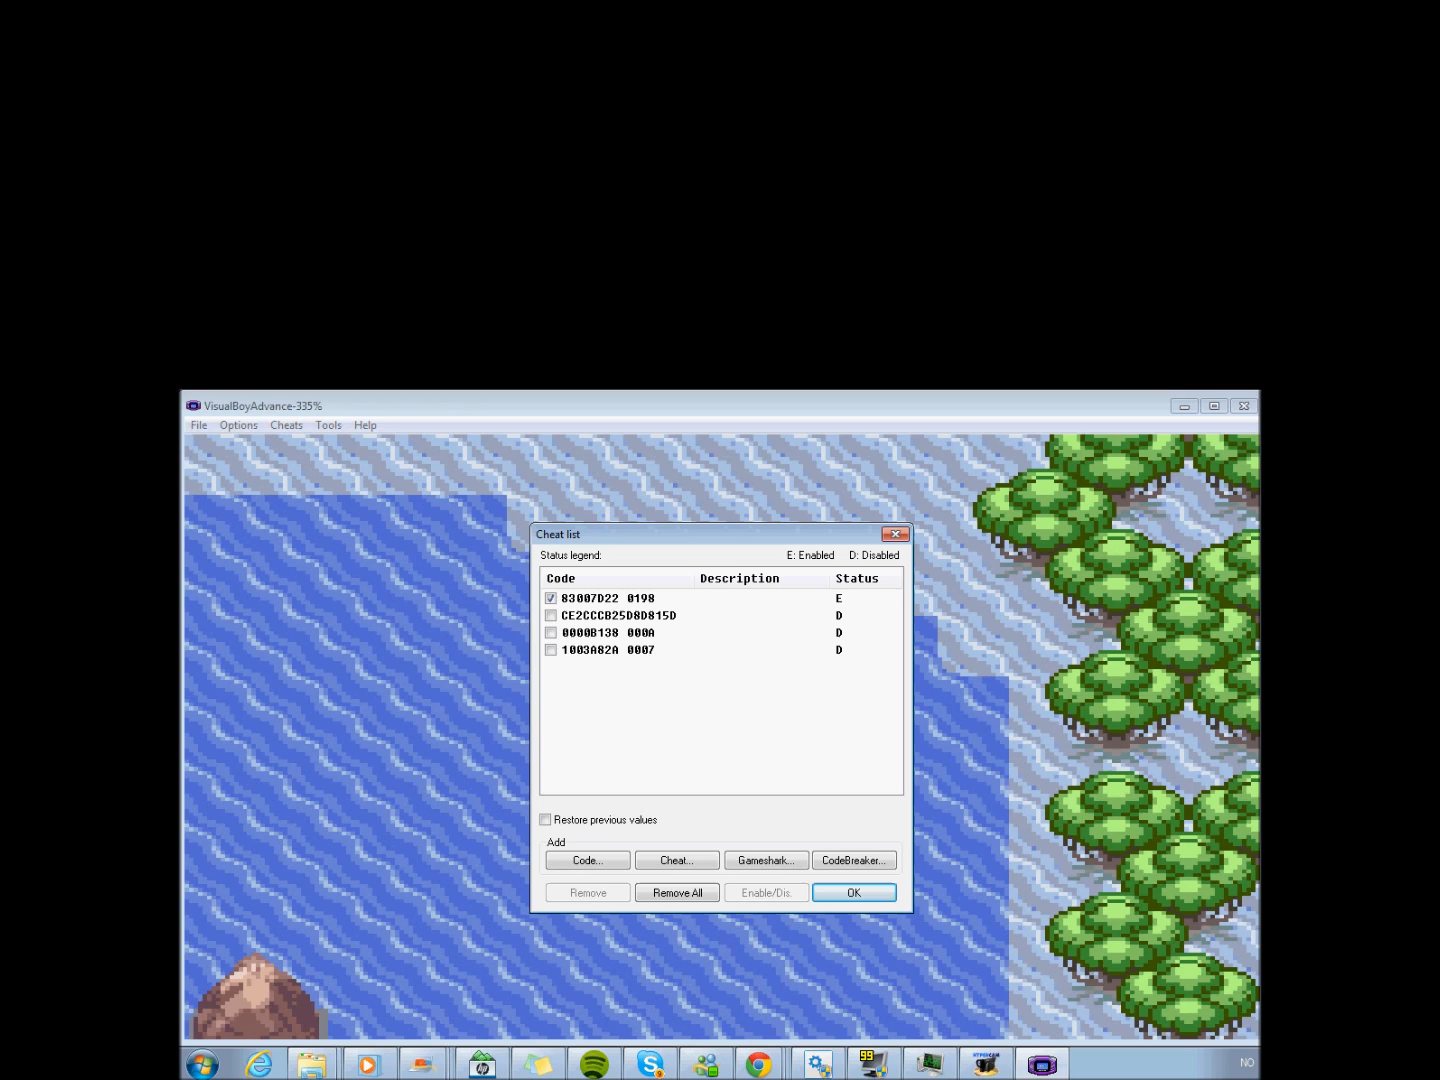 VisualBoyAdvance-335%
File Options Cheats Tools Help
Cheat list
Status legend: E: Enabled D: Disabled
Code Description Status
83007D22 0198 E
CE2CCCB25D8D815D D
0000B138 000A D
1003A82A 0007 D
Restore previous values
Add
Code... Cheat... Gameshark... CodeBreaker...
Remove Remove All Enable/Dis. OK
99
hp
NO